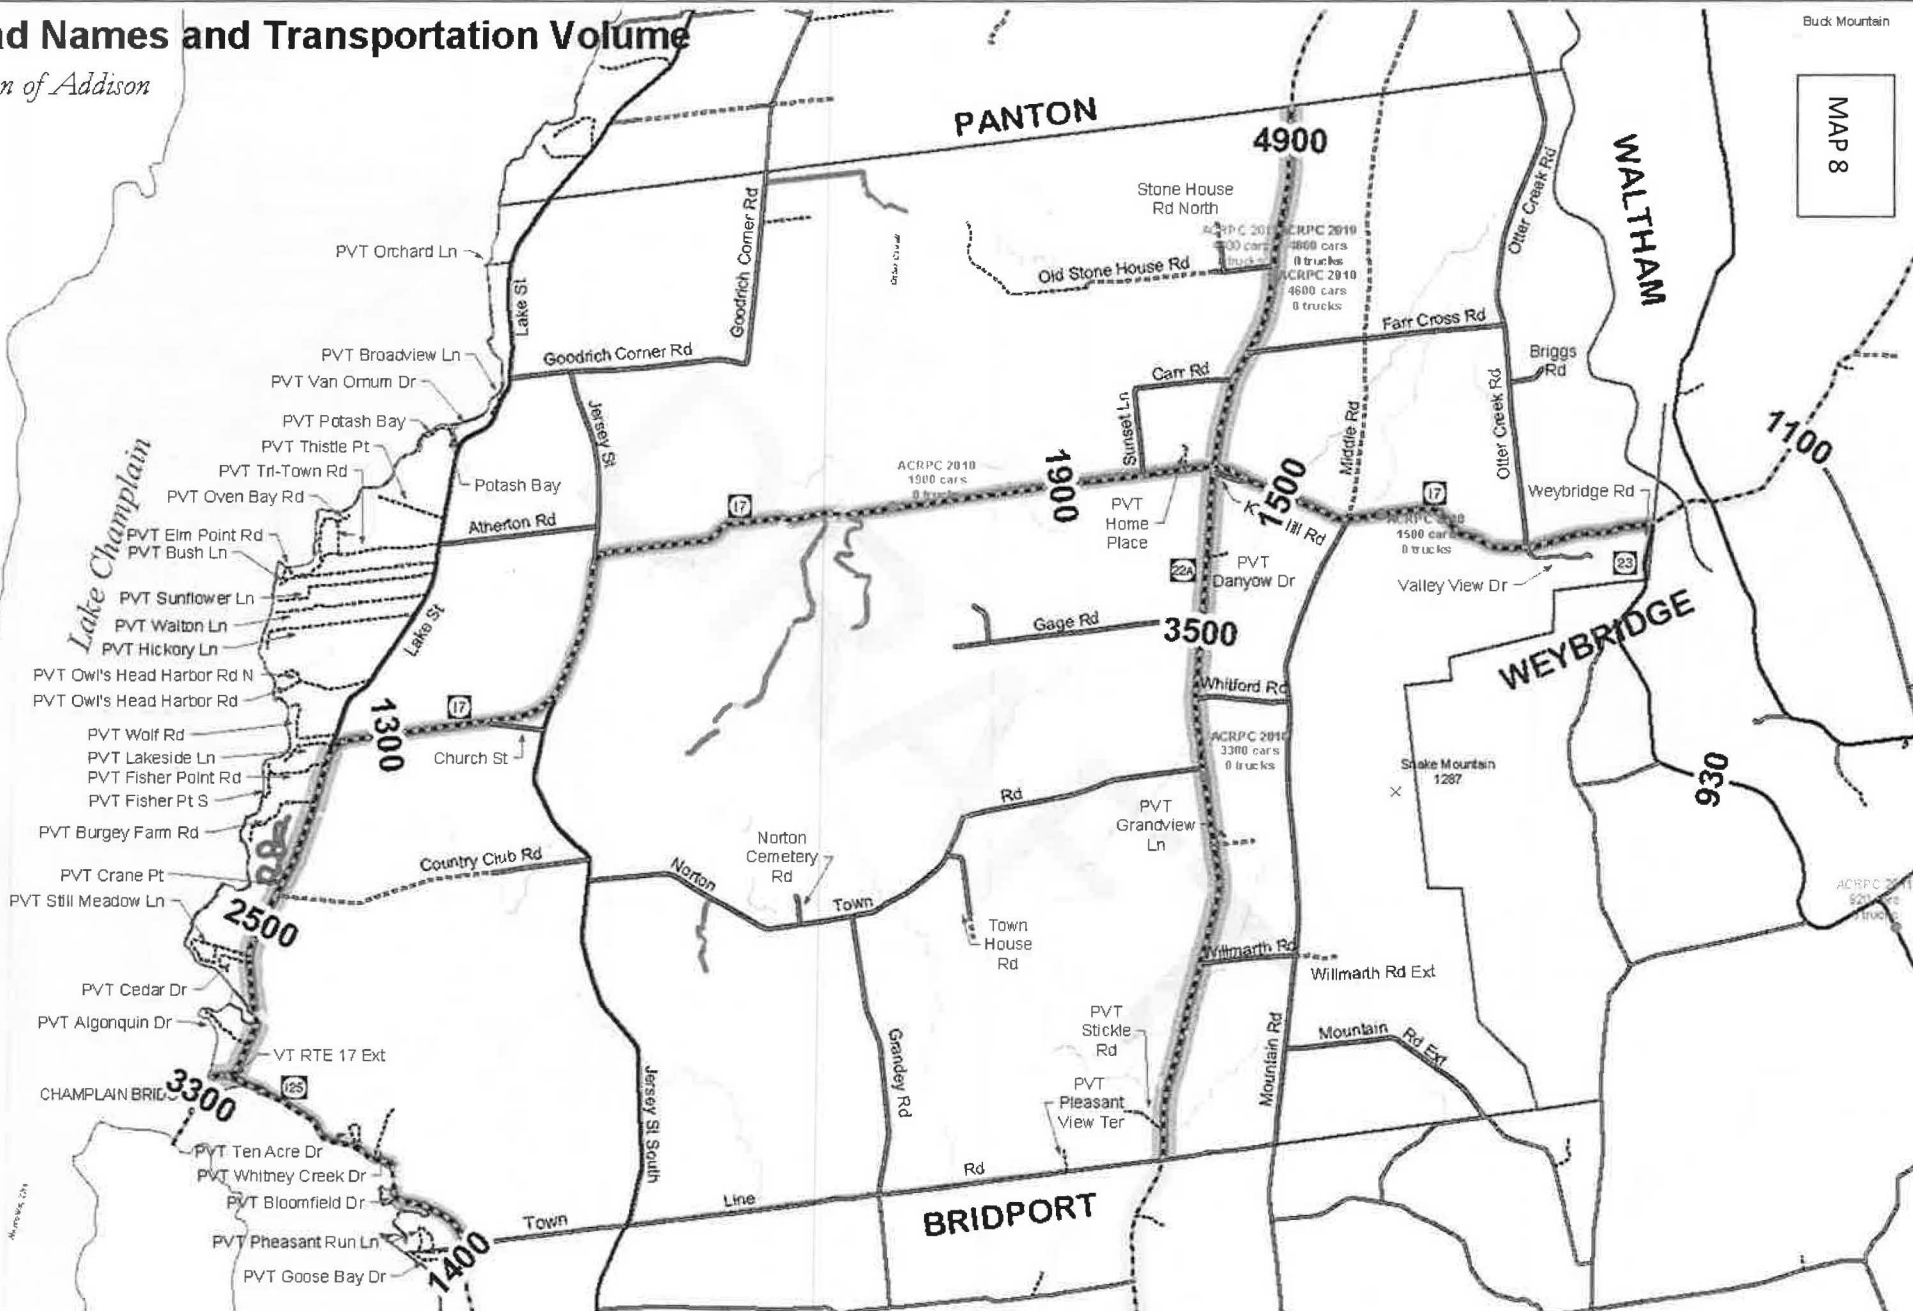 d Names and Transportation Volume
n of Addison
Buck Mountain
MAP 8
PANTON
4900
WALTHAM
Stone House
Rd North
Otter Creek Rd
Goodrich Corner Rd
PVT Orchard Ln
ACRPC 2010
4800 cars
0 trucks
ACRPC 2010
4600 cars
0 trucks
Old Stone House Rd
Lake St
Farr Cross Rd
PVT Broadview Ln
Goodrich Corner Rd
Briggs
Rd
PVT Van Ornum Dr
Carr Rd
Otter Creek Rd
PVT Potash Bay
Jersey St
Sunset Ln
Middle Rd
1100
PVT Thistle Pt
Lake Champlain
PVT Tri-Town Rd
ACRPC 2010
1900 cars
0 trucks
1900
1500
Potash Bay
PVT Oven Bay Rd
17
17
Weybridge Rd
PVT
Home
Place
Atherton Rd
ACRPC
1500 cars
0 trucks
PVT Elm Point Rd
PVT Bush Ln
Hill Rd
22A
PVT
Danyow Dr
23
Valley View Dr
PVT Sunflower Ln
PVT Walton Ln
Gage Rd
3500
WEYBRIDGE
PVT Hickory Ln
Lake St
PVT Owl's Head Harbor Rd N
PVT Owl's Head Harbor Rd
Whitford Rd
17
1300
PVT Wolf Rd
PVT Lakeside Ln
Church St
ACRPC 2010
3300 cars
0 trucks
PVT Fisher Point Rd
Snake Mountain
1287
930
PVT Fisher Pt S
Rd
PVT
Grandview
Ln
PVT Burgey Farm Rd
Norton
Cemetery
Rd
Country Club Rd
PVT Crane Pt
Norton
PVT Still Meadow Ln
Town
2500
Town
House
Rd
Willmarth Rd
Willmarth Rd Ext
PVT Cedar Dr
PVT Algonquin Dr
PVT
Stickle
Rd
Mountain
Rd Ext
VT RTE 17 Ext
Grandey Rd
Mountain Rd
CHAMPLAIN
3300
125
PVT
Pleasant
View Ter
Jersey St South
PVT Ten Acre Dr
PVT Whitney Creek Dr
Rd
PVT Bloomfield Dr
Line
Town
BRIDPORT
PVT Pheasant Run Ln
1400
PVT Goose Bay Dr